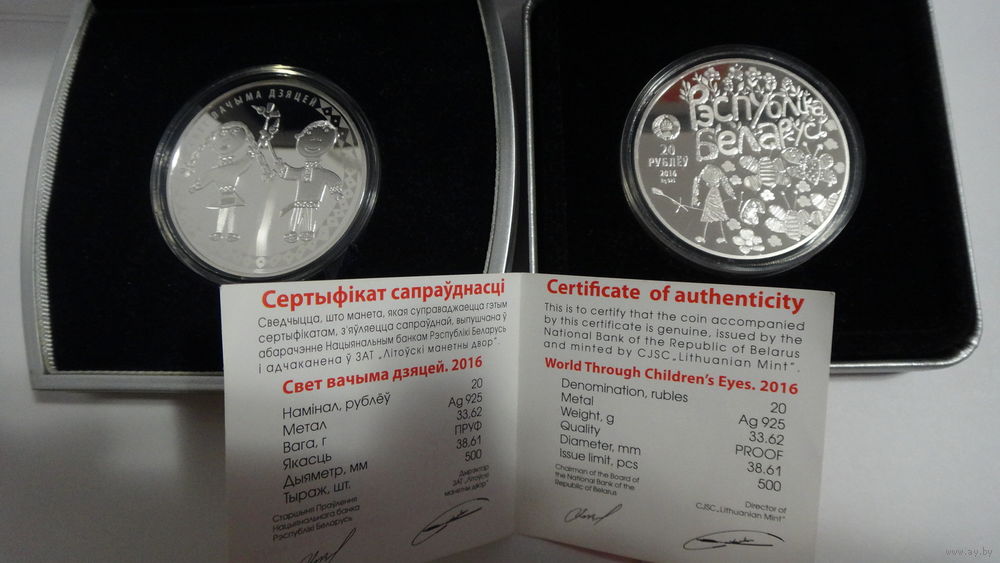 ВАЧЫМА ДЗЯЦЕЙ
Рэспубліка
Беларусь
20
РУБЛЁЎ
2016
Ag 925
Сертыфікат сапраўднасці
Сведчыцца, што манета, якая суправаджаецца гэтым
сертыфікатам, з'яўляецца сапраўднай, выпушчана ў
абарачэнне Нацыянальным банкам Рэспублікі Беларусь
і адчаканена ў ЗАТ „Літоўскі манетны двор".
Свет вачыма дзяцей. 2016
Намінал, рублёў 20
Метал Ag 925
Вага, г 33,62
Якасць ПРУФ
Дыяметр, мм 38,61
Тыраж, шт. 500
Старшыня Праўлення
Нацыянальнага банка
Рэспублікі Беларусь
Дырэктар
ЗАТ „Літоўскі
манетны двор"
Certificate of authenticity
This is to certify that the coin accompanied
by this certificate is genuine, issued by the
National Bank of the Republic of Belarus
and minted by CJSC „Lithuanian Mint".
World Through Children's Eyes. 2016
Denomination, rubles 20
Metal Ag 925
Weight, g 33.62
Quality PROOF
Diameter, mm 38.61
Issue limit, pcs 500
Chairman of the Board of
the National Bank of the
Republic of Belarus
Director of
CJSC „Lithuanian Mint"
www.ay.by